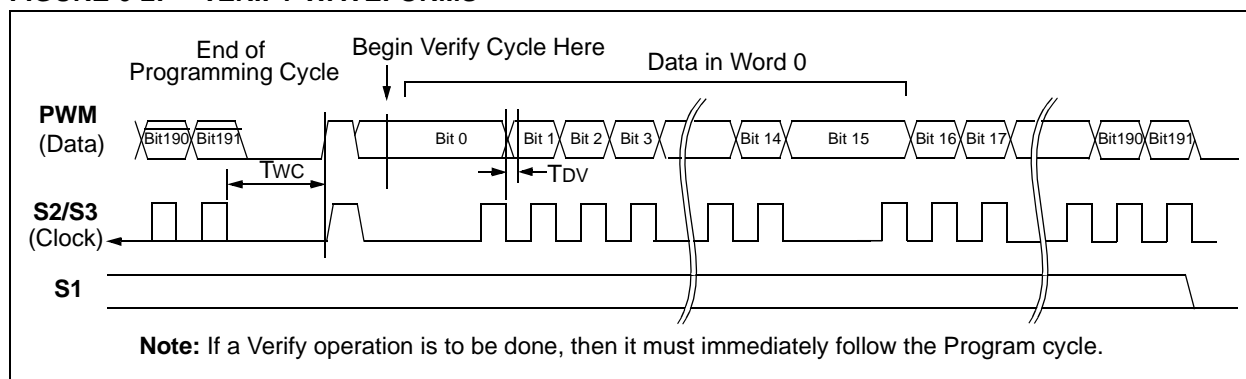 FIGURE 6-2: VERIFY WAVEFORMS
End of
Programming Cycle
Begin Verify Cycle Here
Data in Word 0
PWM
(Data)
Bit190 Bit191 Bit 0 Bit 1 Bit 2 Bit 3 Bit 14 Bit 15 Bit 16 Bit 17 Bit190 Bit191
TWC
TDV
S2/S3
(Clock)
S1
Note: If a Verify operation is to be done, then it must immediately follow the Program cycle.